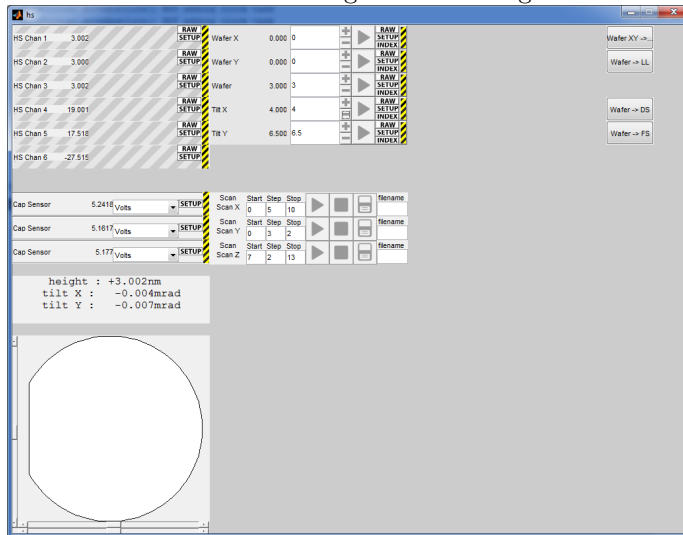 hs
HS Chan 1 3.002 RAW SETUP Wafer X 0.000 0 RAW SETUP INDEX Wafer XY ->...
HS Chan 2 3.000 RAW SETUP Wafer Y 0.000 0 RAW SETUP INDEX Wafer -> LL
HS Chan 3 3.002 RAW SETUP Wafer 3.000 3 RAW SETUP INDEX
HS Chan 4 19.001 RAW SETUP Tilt X 4.000 4 RAW SETUP INDEX Wafer -> DS
HS Chan 5 17.518 RAW SETUP Tilt Y 6.500 6.5 RAW SETUP INDEX Wafer -> FS
HS Chan 6 -27.515 RAW SETUP
Cap Sensor 5.2418 Volts SETUP Scan Scan X Start 0 Step 5 Stop 10 filename
Cap Sensor 5.1617 Volts SETUP Scan Scan Y Start 0 Step 3 Stop 2 filename
Cap Sensor 5.177 Volts SETUP Scan Scan Z Start 7 Step 2 Stop 13 filename
height : +3.002nm
tilt X : -0.004mrad
tilt Y : -0.007mrad